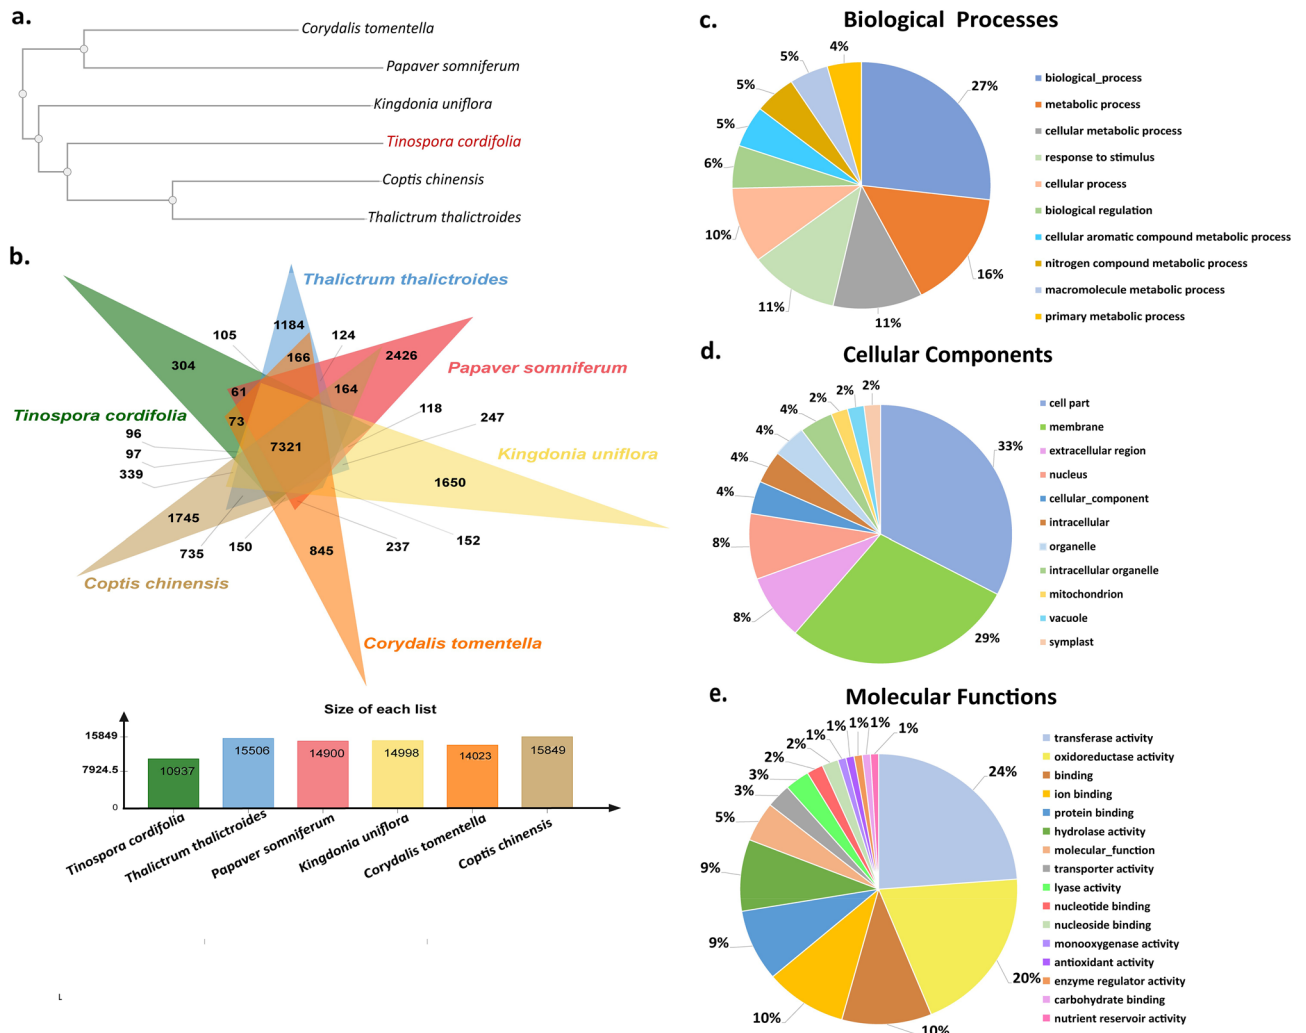 a.
Corydalis tomentella
Papaver somniferum
Kingdonia uniflora
Tinospora cordifolia
Coptis chinensis
Thalictrum thalictroides
b.
Thalictrum thalictroides
Papaver somniferum
Tinospora cordifolia
Kingdonia uniflora
Coptis chinensis
Corydalis tomentella
1184
105
124
166
2426
304
164
61
118
247
73
96
7321
97
339
1650
1745
735
150
845
237
152
Size of each list
15849
7924.5
0
10937
15506
14900
14998
14023
15849
Tinospora cordifolia
Thalictrum thalictroides
Papaver somniferum
Kingdonia uniflora
Corydalis tomentella
Coptis chinensis
L
c.
Biological Processes
27%
16%
11%
11%
10%
6%
5%
5%
5%
4%
biological_process
metabolic process
cellular metabolic process
response to stimulus
cellular process
biological regulation
cellular aromatic compound metabolic process
nitrogen compound metabolic process
macromolecule metabolic process
primary metabolic process
d.
Cellular Components
33%
29%
8%
8%
4%
4%
4%
4%
2%
2%
2%
cell part
membrane
extracellular region
nucleus
cellular_component
intracellular
organelle
intracellular organelle
mitochondrion
vacuole
symplast
e.
Molecular Functions
24%
20%
10%
10%
9%
9%
5%
3%
3%
2%
2%
1%
1%
1%
1%
1%
transferase activity
oxidoreductase activity
binding
ion binding
protein binding
hydrolase activity
molecular_function
transporter activity
lyase activity
nucleotide binding
nucleoside binding
monooxygenase activity
antioxidant activity
enzyme regulator activity
carbohydrate binding
nutrient reservoir activity